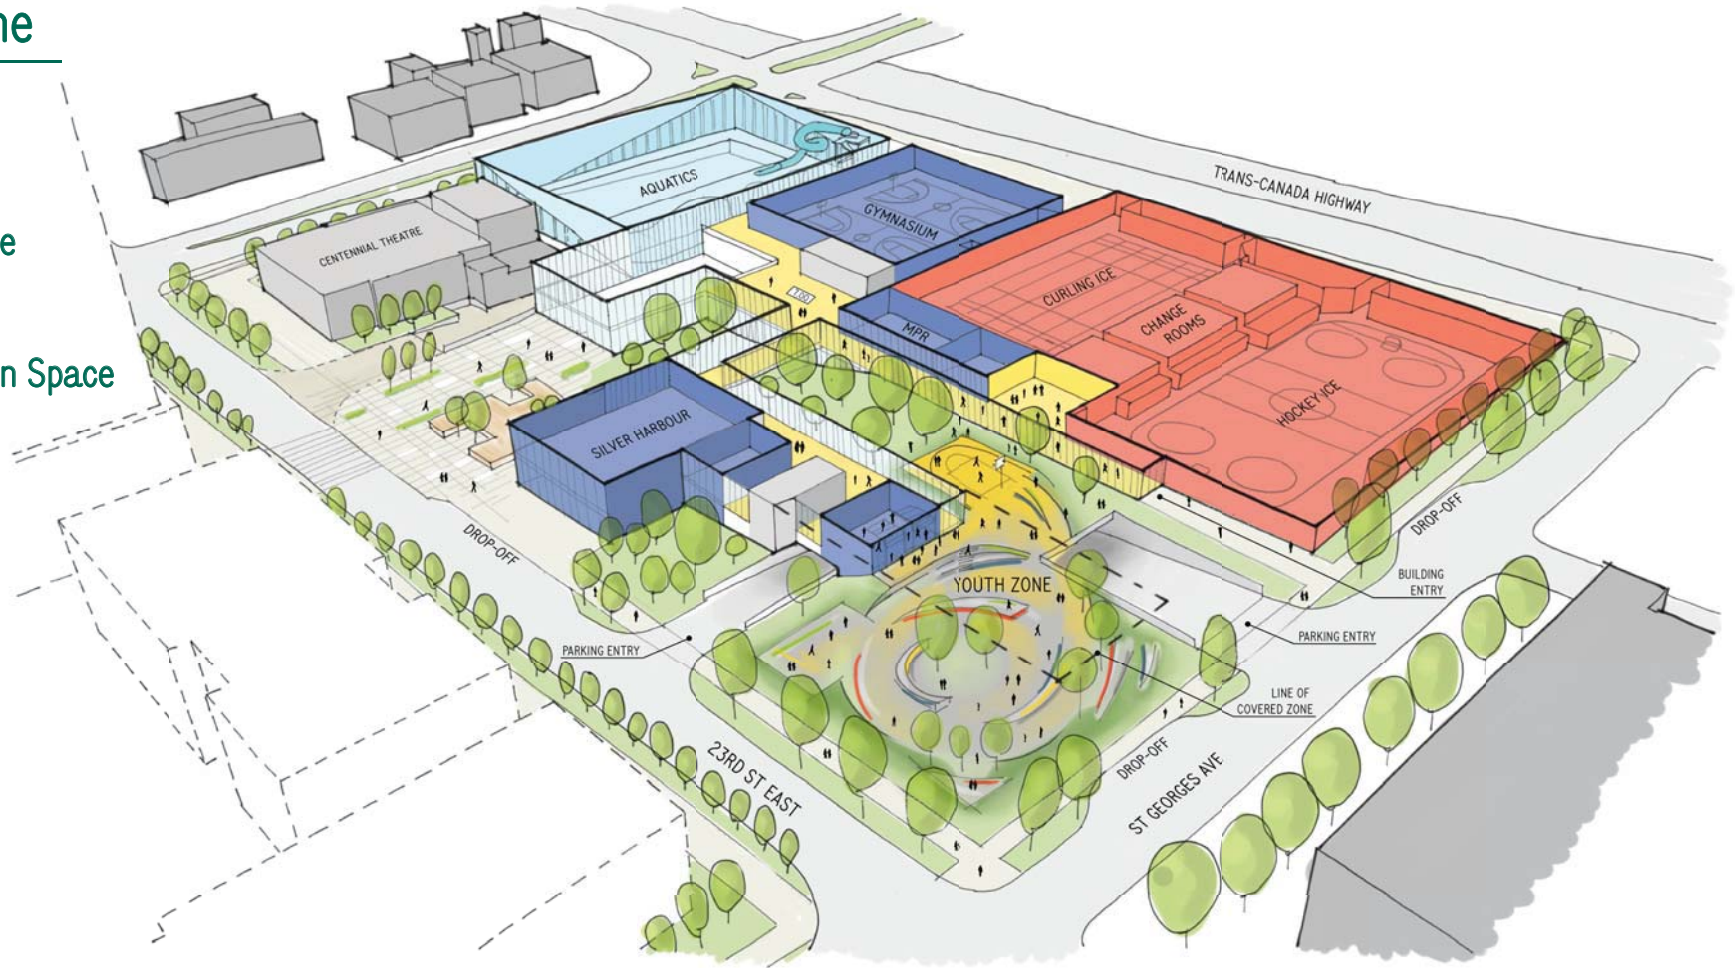 ne
e
n Space
TRANS-CANADA HIGHWAY
AQUATICS
GYMNASIUM
CENTENNIAL THEATRE
CURLING ICE
CHANGE
ROOMS
MPR
HOCKEY ICE
SILVER HARBOUR
DROP-OFF
DROP-OFF
YOUTH ZONE
BUILDING
ENTRY
PARKING ENTRY
PARKING ENTRY
LINE OF
COVERED ZONE
DROP-OFF
23RD ST EAST
ST GEORGES AVE